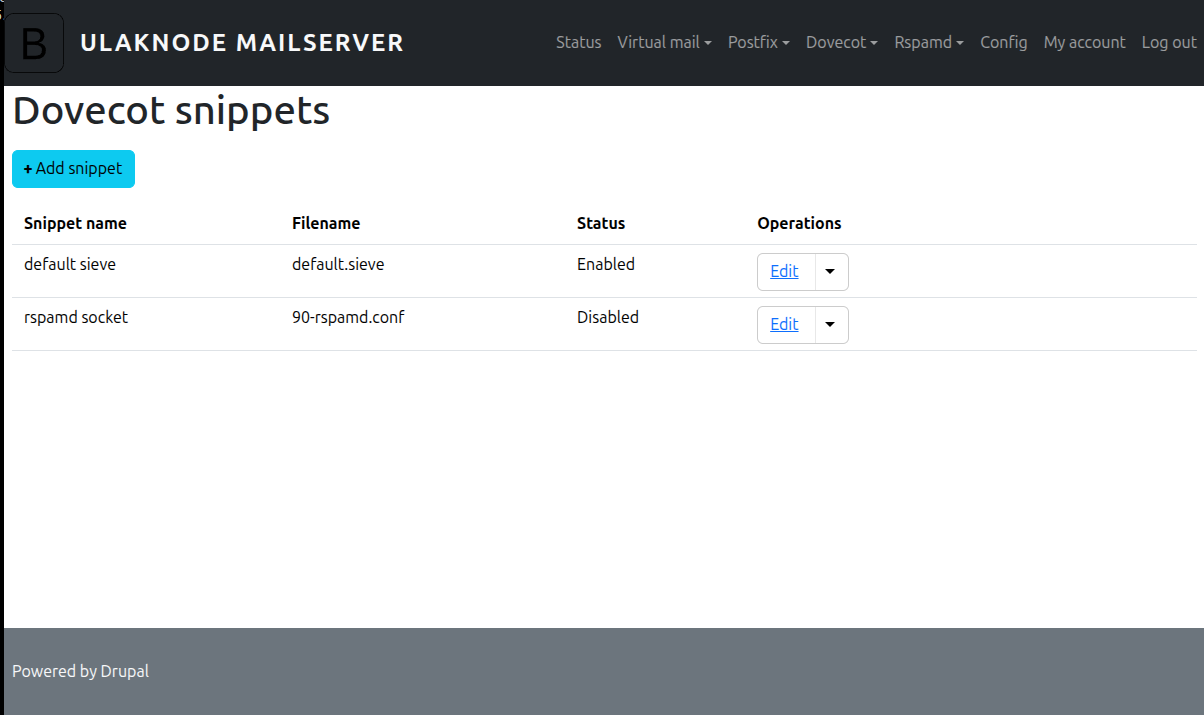 B
ULAKNODE MAILSERVER
Status Virtual mail Postfix Dovecot Rspamd Config My account Log out
Dovecot snippets
+ Add snippet
Snippet name Filename Status Operations
default sieve default.sieve Enabled Edit
rspamd socket 90-rspamd.conf Disabled Edit
Powered by Drupal